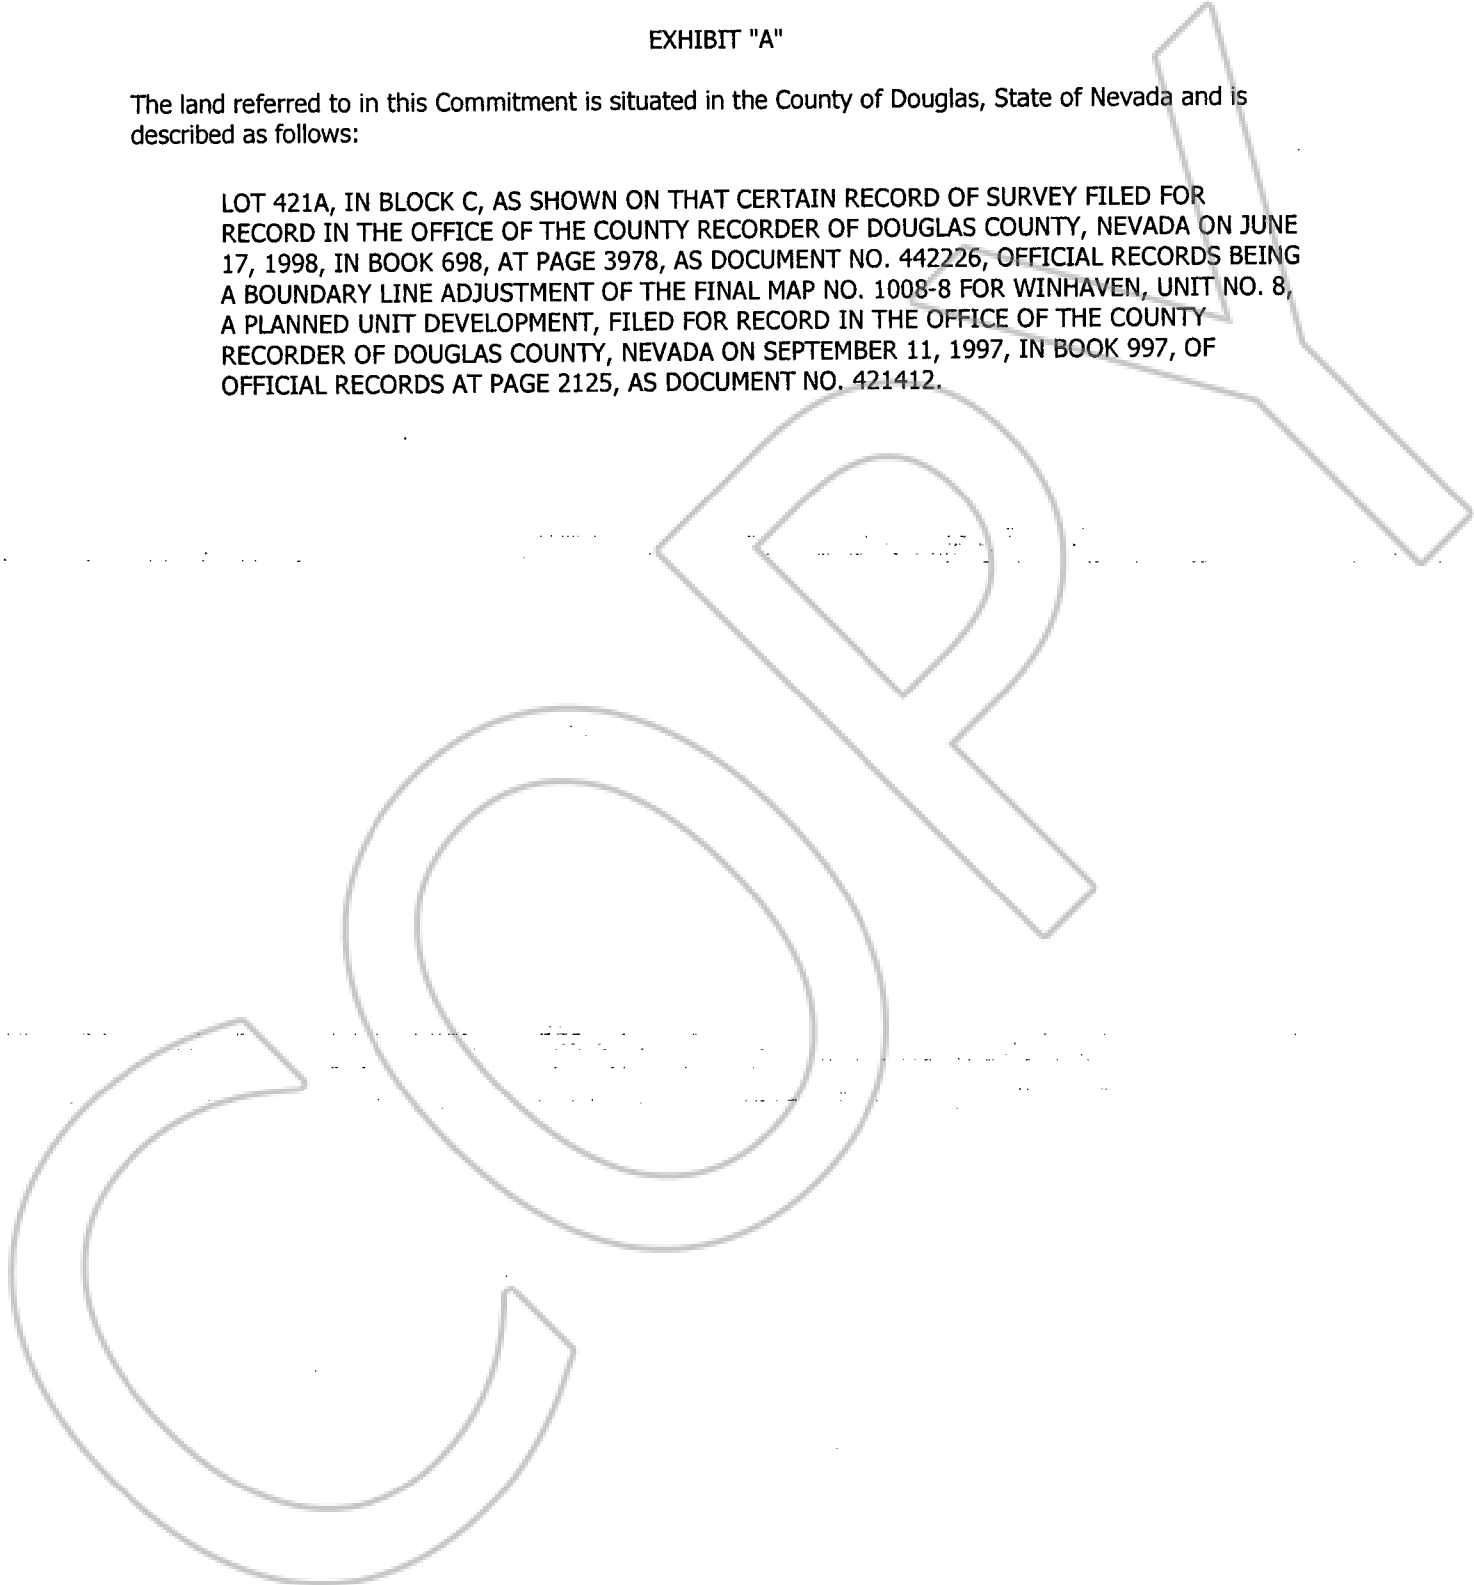 EXHIBIT "A"
The land referred to in this Commitment is situated in the County of Douglas, State of Nevada and is
described as follows:
LOT 421A, IN BLOCK C, AS SHOWN ON THAT CERTAIN RECORD OF SURVEY FILED FOR
RECORD IN THE OFFICE OF THE COUNTY RECORDER OF DOUGLAS COUNTY, NEVADA ON JUNE
17, 1998, IN BOOK 698, AT PAGE 3978, AS DOCUMENT NO. 442226, OFFICIAL RECORDS BEING
A BOUNDARY LINE ADJUSTMENT OF THE FINAL MAP NO. 1008-8 FOR WINHAVEN, UNIT NO. 8,
A PLANNED UNIT DEVELOPMENT, FILED FOR RECORD IN THE OFFICE OF THE COUNTY
RECORDER OF DOUGLAS COUNTY, NEVADA ON SEPTEMBER 11, 1997, IN BOOK 997, OF
OFFICIAL RECORDS AT PAGE 2125, AS DOCUMENT NO. 421412.
COPY